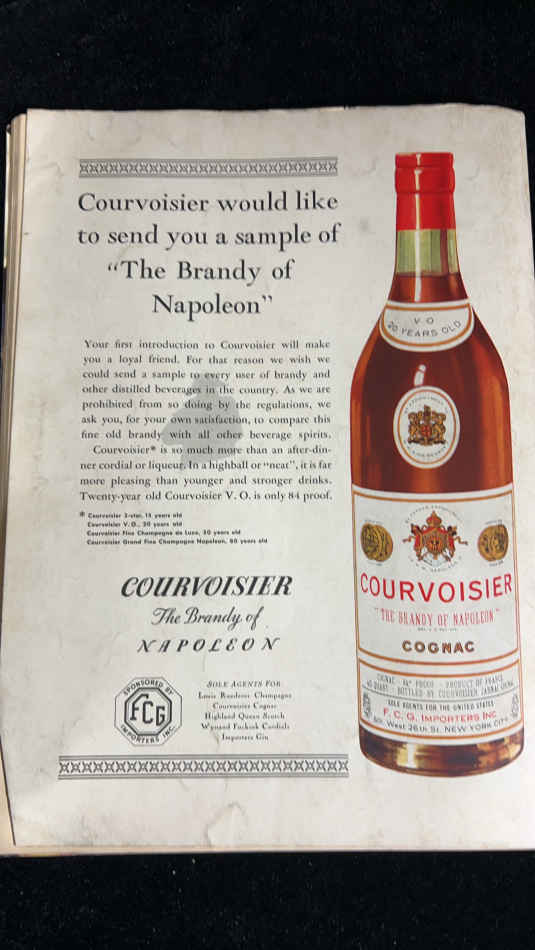 Courvoisier would like
to send you a sample of
“The Brandy of
Napoleon”
Your first introduction to Courvoisier will make
you a loyal friend. For that reason we wish we
could send a sample to every user of brandy and
other distilled beverages in the country. As we are
prohibited from so doing by the regulations, we
ask you, for your own satisfaction, to compare this
fine old brandy with all other beverage spirits.
Courvoisier* is so much more than an after-din-
ner cordial or liqueur. In a highball or “neat”, it is far
more pleasing than younger and stronger drinks.
Twenty-year old Courvoisier V. O. is only 84 proof.
* Courvoisier 3-star, 15 years old
Courvoisier V. O., 20 years old
Courvoisier Fine Champagne de Luxe, 30 years old
Courvoisier Grand Fine Champagne Napoleon, 60 years old
COURVOISIER
The Brandy of
NAPOLEON
SPONSORED BY
FCG
IMPORTERS INC.
SOLE AGENTS FOR
Louis Roederer Champagne
Courvoisier Cognac
Highland Queen Scotch
Wynand Fockink Cordials
Importers Gin
V·O
20 YEARS OLD
COURVOISIER
"THE BRANDY OF NAPOLEON"
COGNAC
COGNAC · 84° PROOF · PRODUCT OF FRANCE
BOTTLED BY COURVOISIER JARNAC
SOLE AGENTS FOR THE UNITED STATES
F. C. G. IMPORTERS INC
West 26th St. NEW YORK CITY